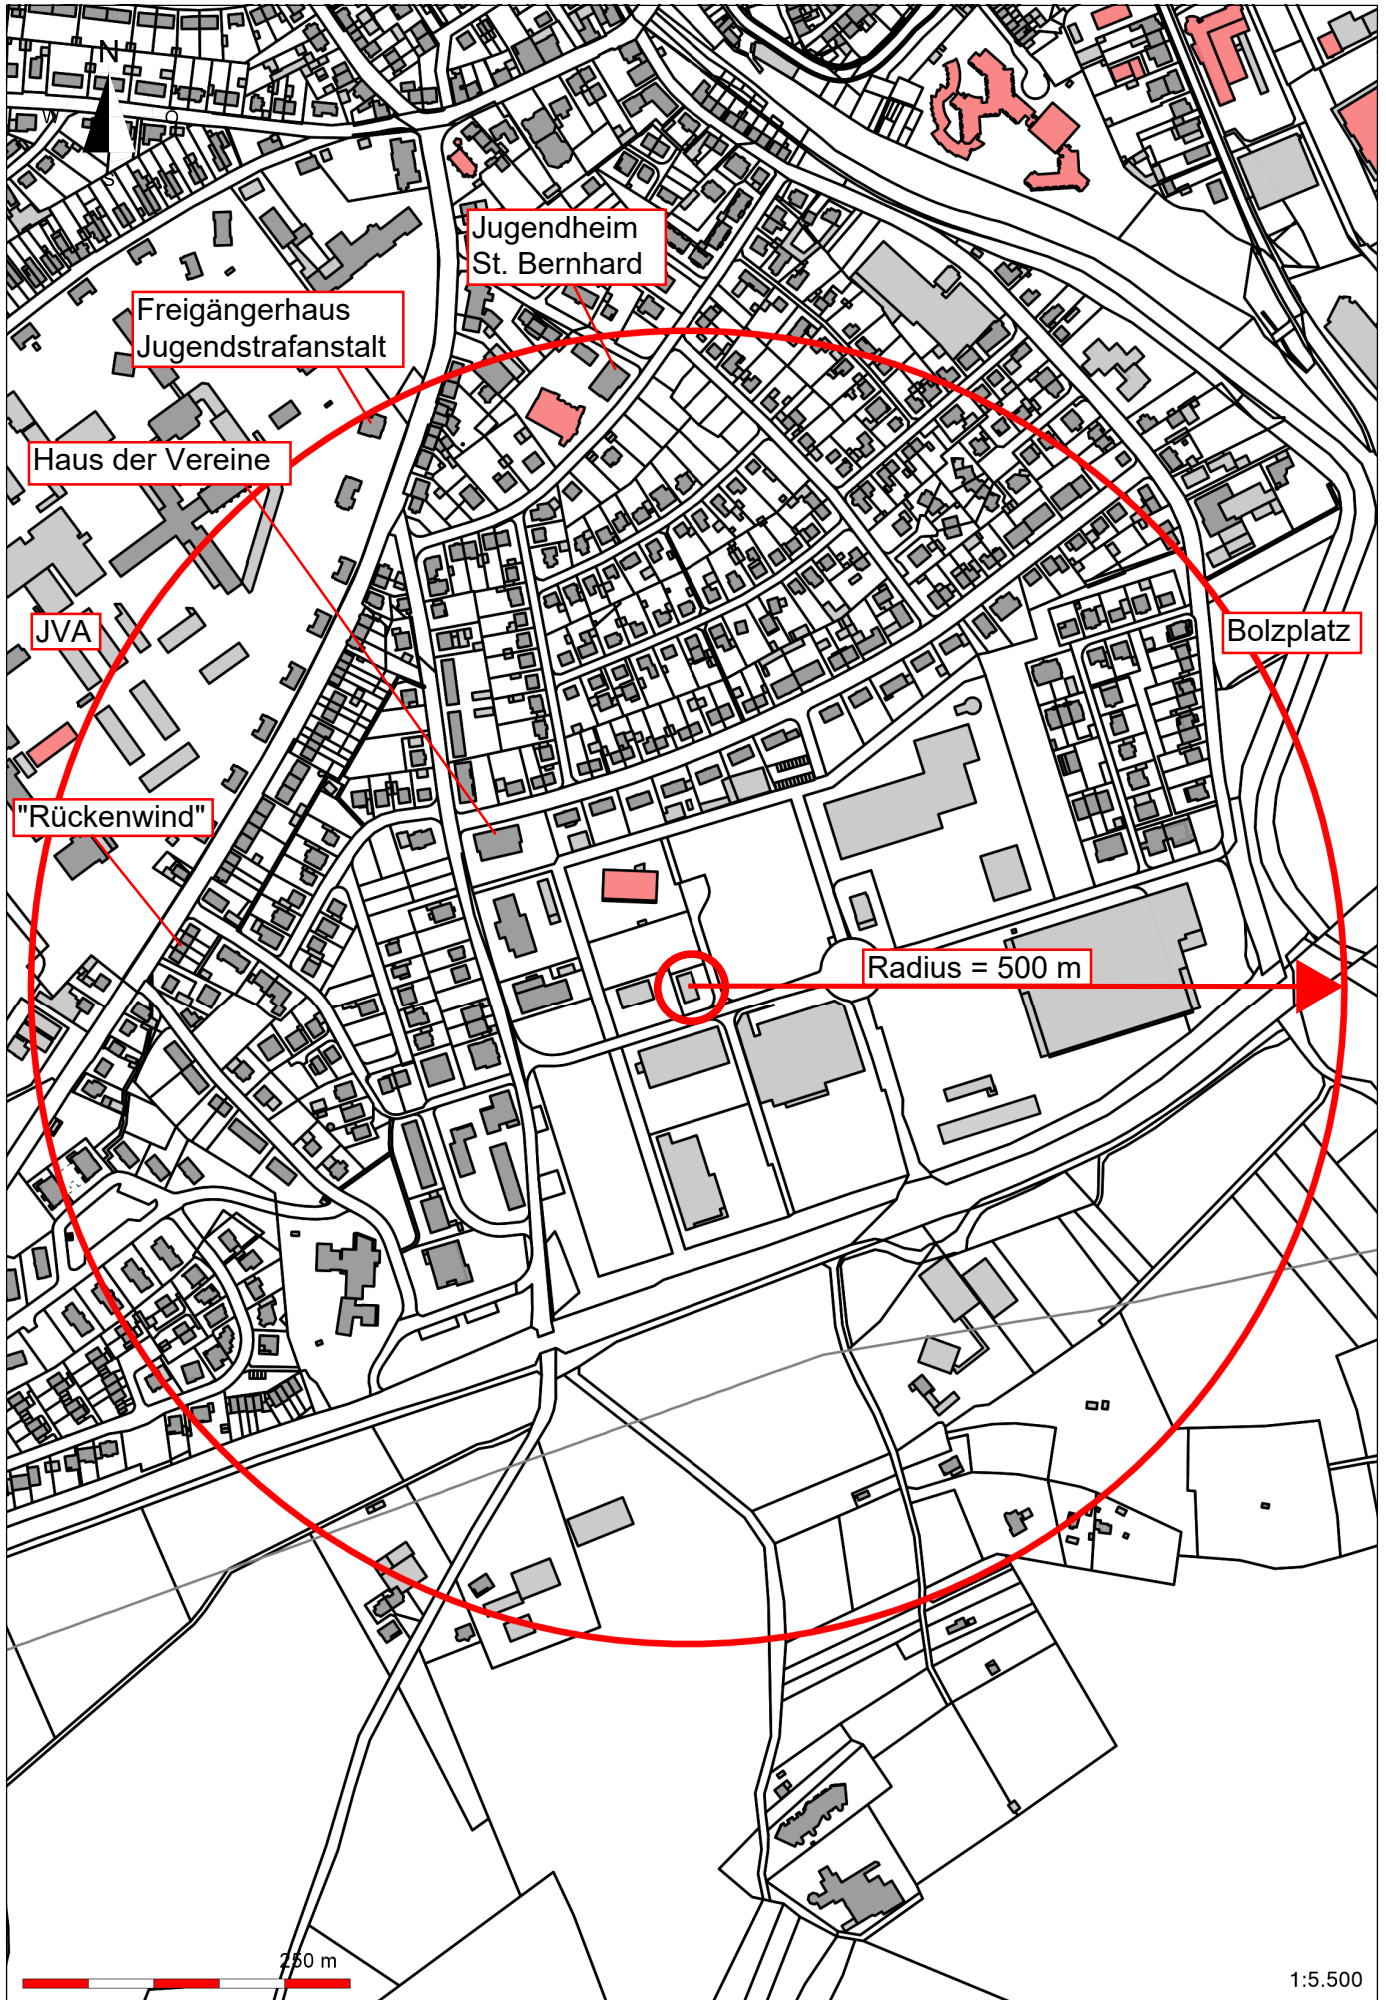 N
W
O
S
Jugendheim
St. Bernhard
Freigängerhaus
Jugendstrafanstalt
Haus der Vereine
JVA
Bolzplatz
"Rückenwind"
Radius = 500 m
250 m
1:5.500